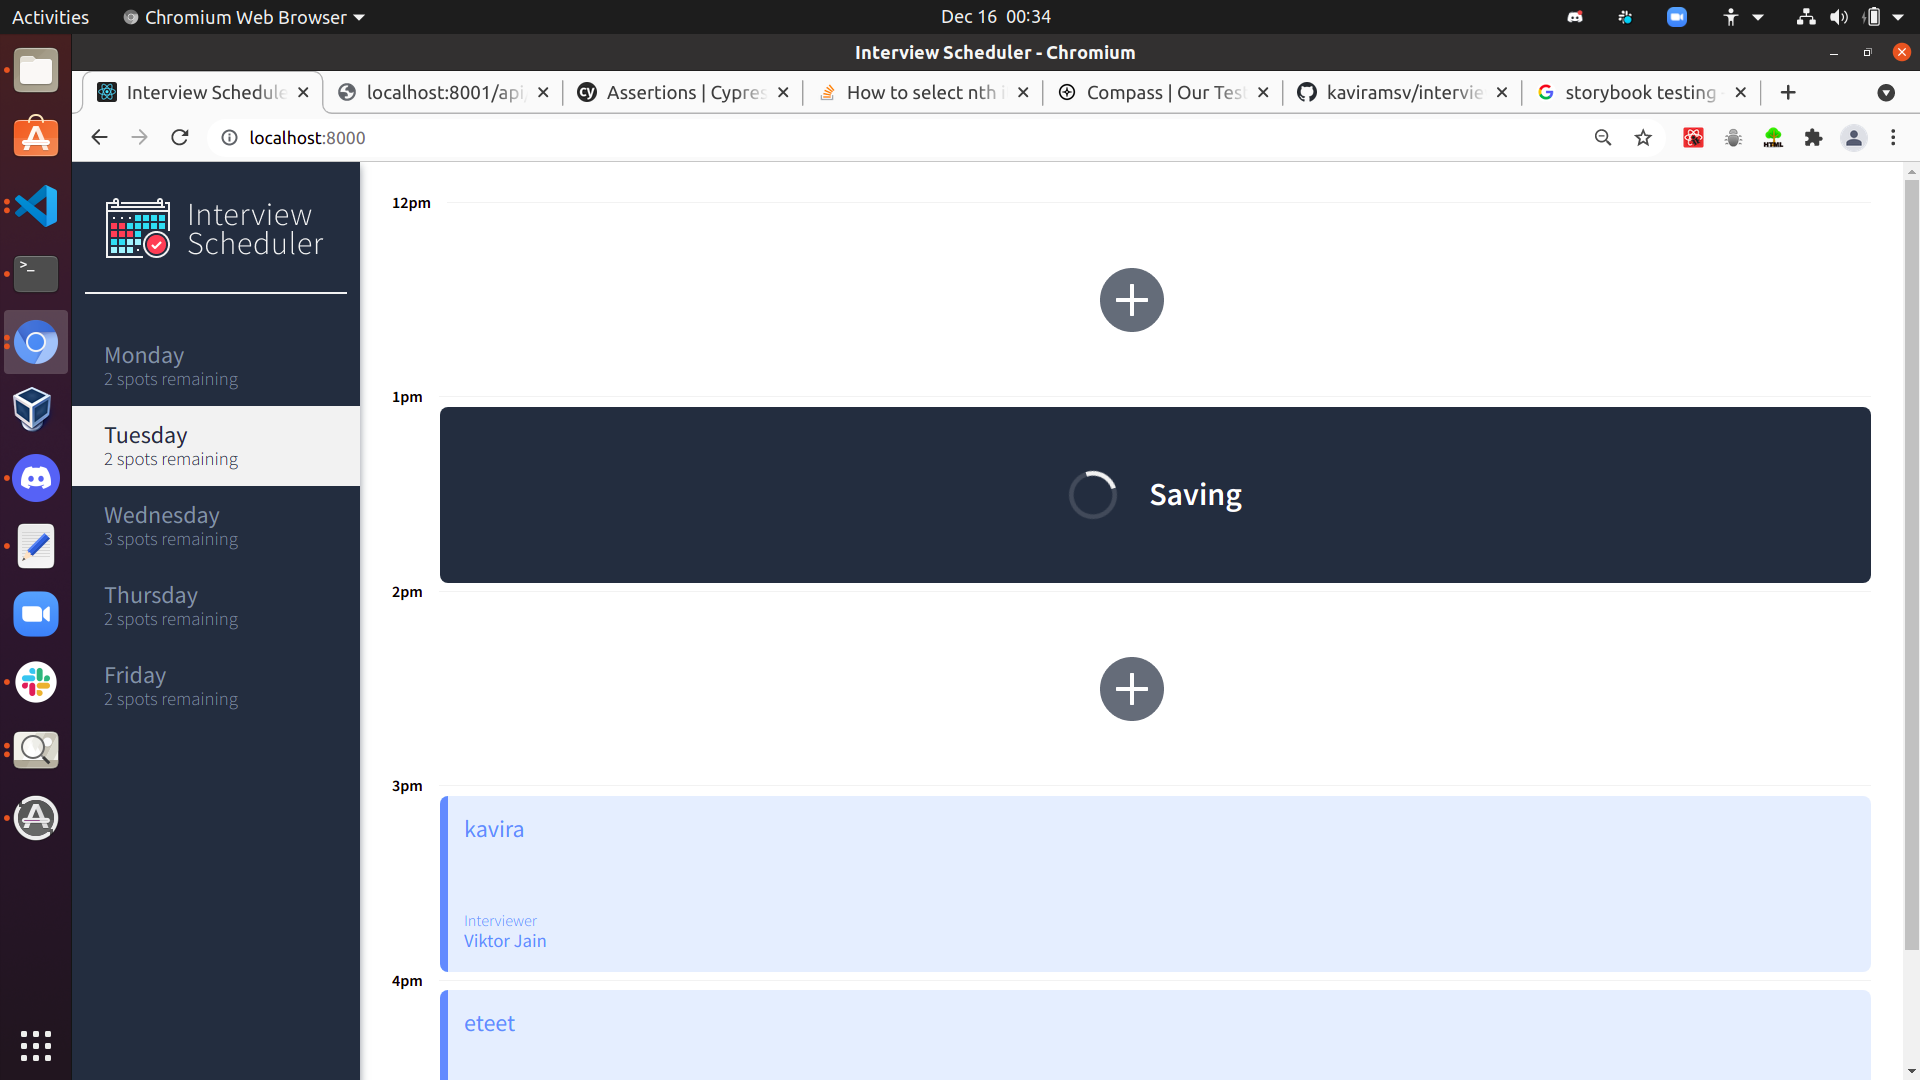 Activities
Chromium Web Browser
Dec 16 00:34
Interview Scheduler - Chromium
Interview Schedule
localhost:8001/api/
Assertions | Cypres
How to select nth i
Compass | Our Tes
kaviramsv/intervie
storybook testing
localhost:8000
HTML
Interview
Scheduler
Monday
2 spots remaining
Tuesday
2 spots remaining
Wednesday
3 spots remaining
Thursday
2 spots remaining
Friday
2 spots remaining
12pm
1pm
Saving
2pm
3pm
kavira
Interviewer
Viktor Jain
4pm
eteet